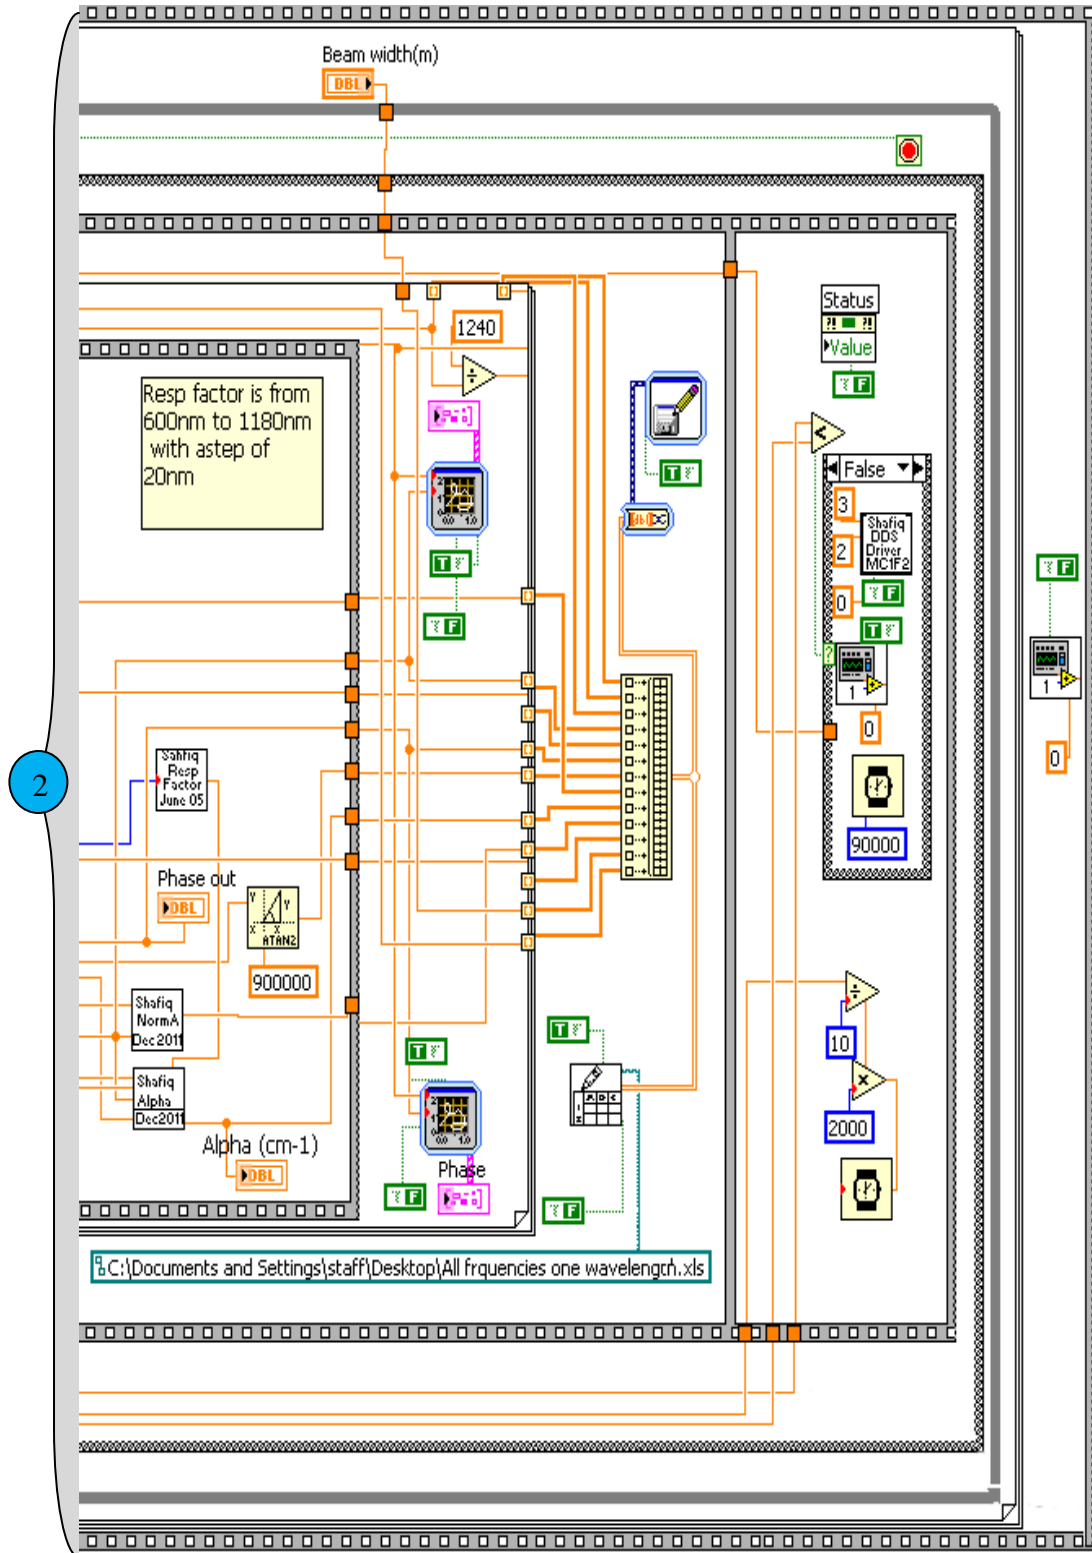 Beam width(m)
DBL
1240
Status
?! ?!
Value
F
Resp factor is from
600nm to 1180nm
with astep of
20nm
T
False
3
Shafiq
DDS
Driver
MC1F2
2
F
0
T
T
F
F
?
1
1
0
0
2
Sahfiq
Resp
Factor
June 05
90000
Phase out
DBL
ATAN2
900000
Shafiq
NormA
Dec2011
Shafiq
Alpha
Dec2011
Alpha (cm-1)
DBL
T
T
10
2000
Phase
F
F
C:\Documents and Settings\staff\Desktop\All frquencies one wavelength.xls